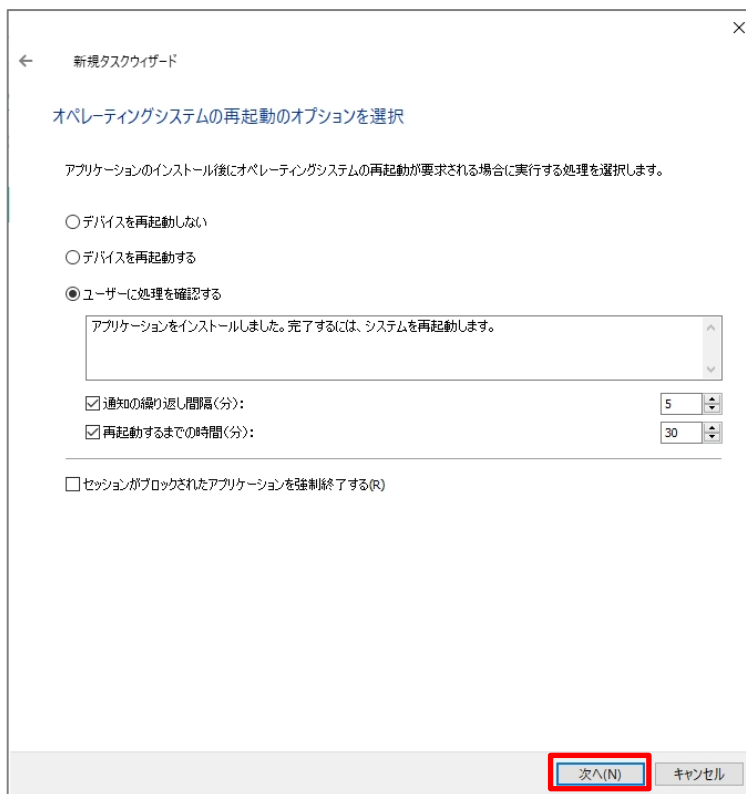 新規タスクウィザード
オペレーティングシステムの再起動のオプションを選択
アプリケーションのインストール後にオペレーティングシステムの再起動が要求される場合に実行する処理を選択します。
デバイスを再起動しない
デバイスを再起動する
ユーザーに処理を確認する
アプリケーションをインストールしました。完了するには、システムを再起動します。
通知の繰り返し間隔(分): 5
再起動するまでの時間(分): 30
セッションがブロックされたアプリケーションを強制終了する(R)
次へ(N) キャンセル